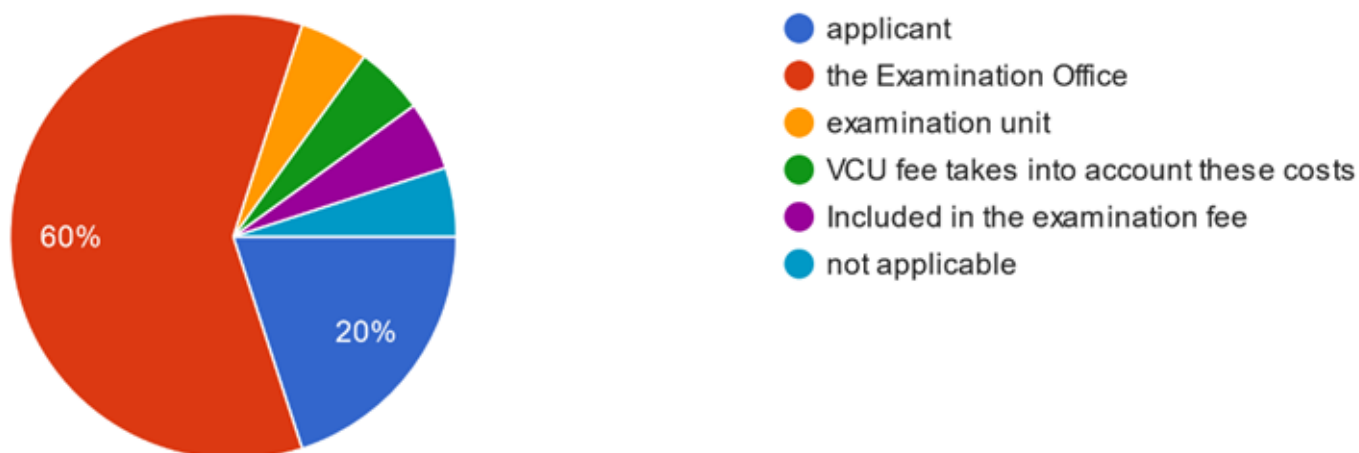 60%
20%
applicant
the Examination Office
examination unit
VCU fee takes into account these costs
Included in the examination fee
not applicable